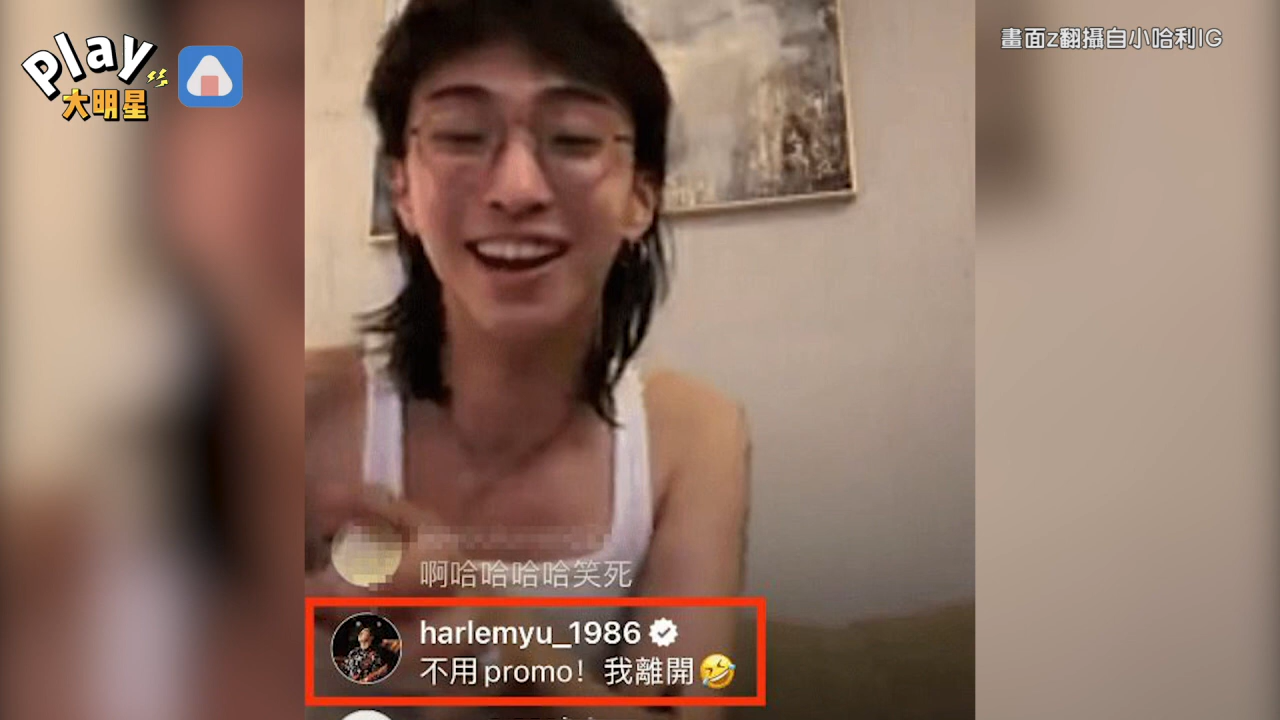 Play
大明星
畫面z翻攝自小哈利IG
啊哈哈哈哈笑死
harlemyu_1986
不用promo！我離開🤣